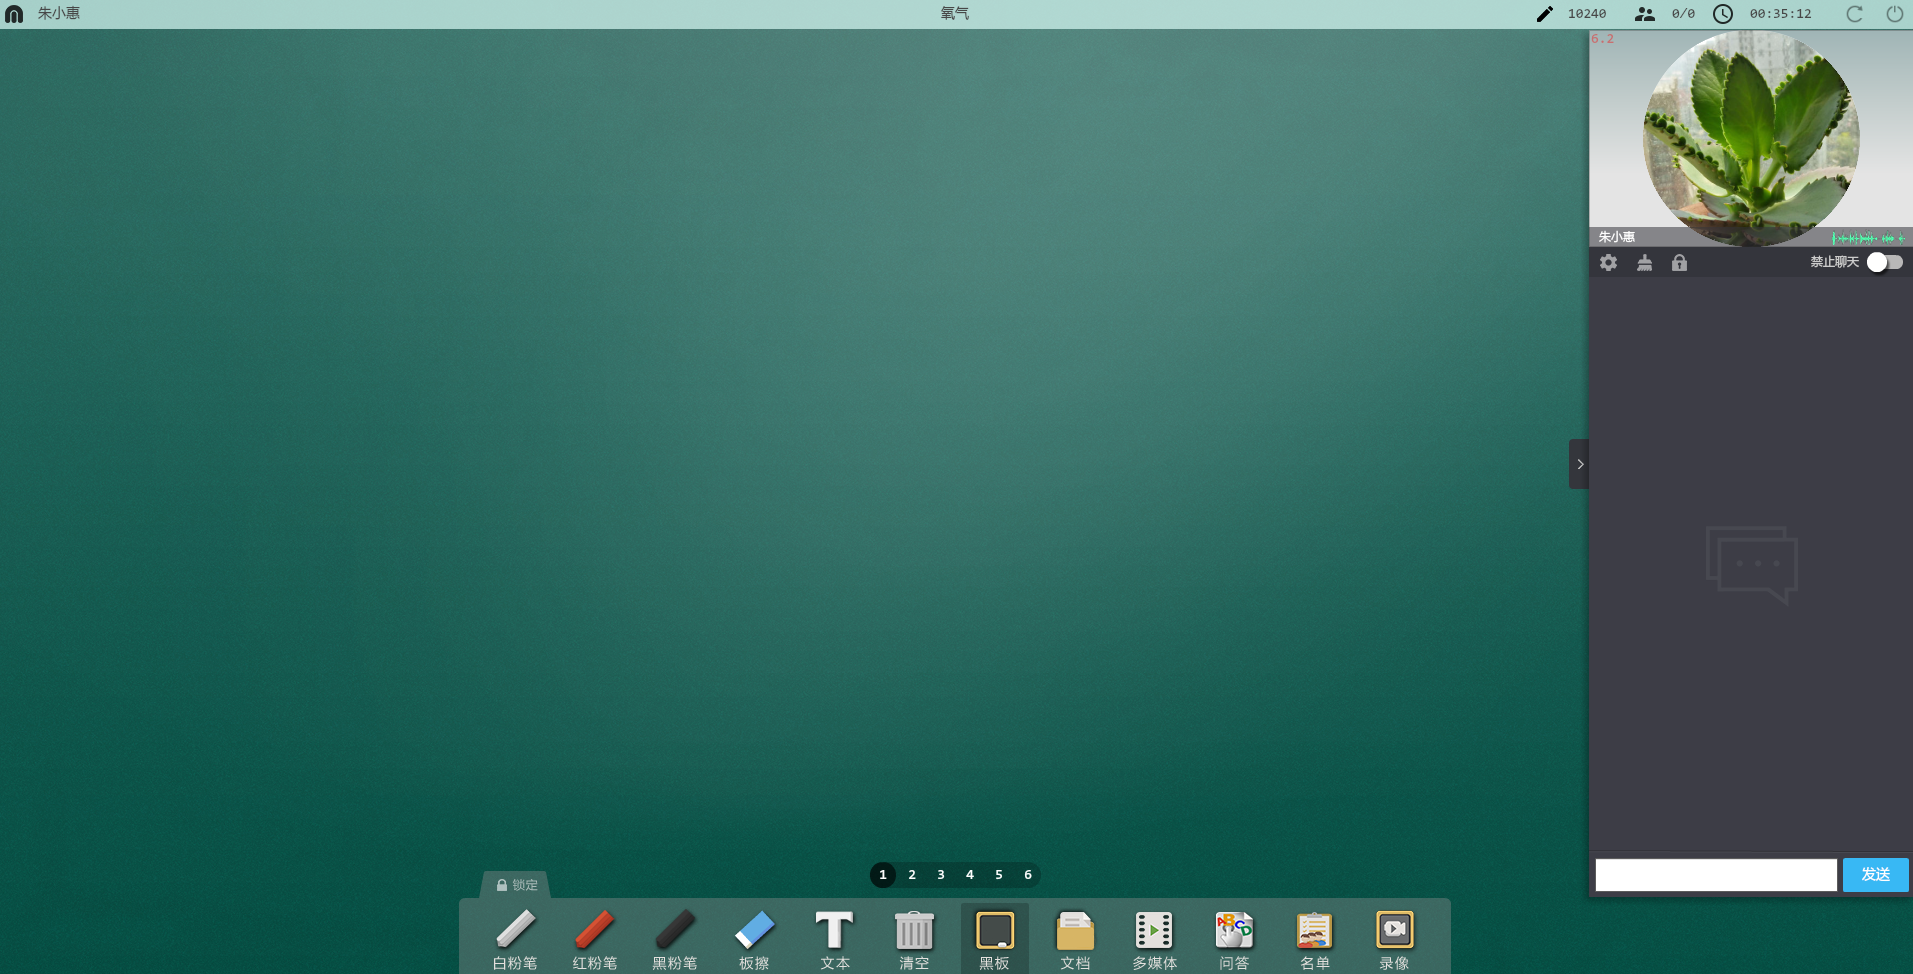 朱小惠
氧气
10240
0/0
00:35:12
6.2
朱小惠
禁止聊天
1 2 3 4 5 6
发送
锁定
白粉笔 红粉笔 黑粉笔 板擦 文本 清空 黑板 文档 多媒体 问答 名单 录像